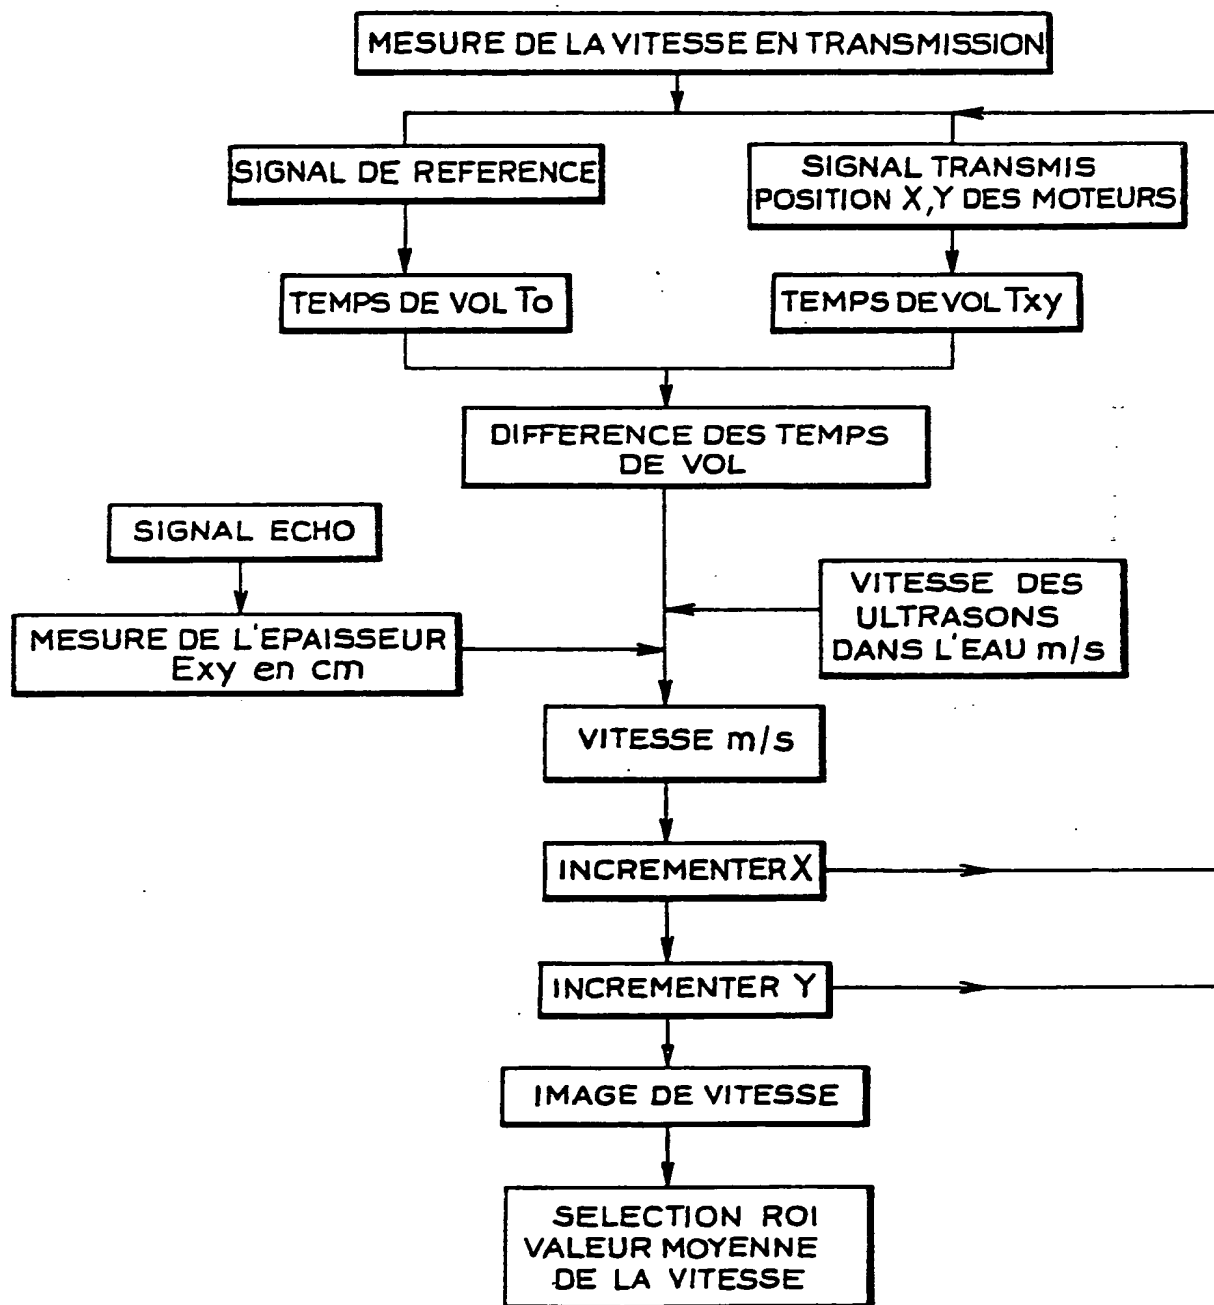 MESURE DE LA VITESSE EN TRANSMISSION
SIGNAL DE REFERENCE
SIGNAL TRANSMIS
POSITION X,Y DES MOTEURS
TEMPS DE VOL To
TEMPS DE VOL Txy
DIFFERENCE DES TEMPS
DE VOL
SIGNAL ECHO
VITESSE DES
ULTRASONS
DANS L'EAU m/s
MESURE DE L'EPAISSEUR
Exy en cm
VITESSE m/s
INCREMENTER X
INCREMENTER Y
IMAGE DE VITESSE
SELECTION ROI
VALEUR MOYENNE
DE LA VITESSE